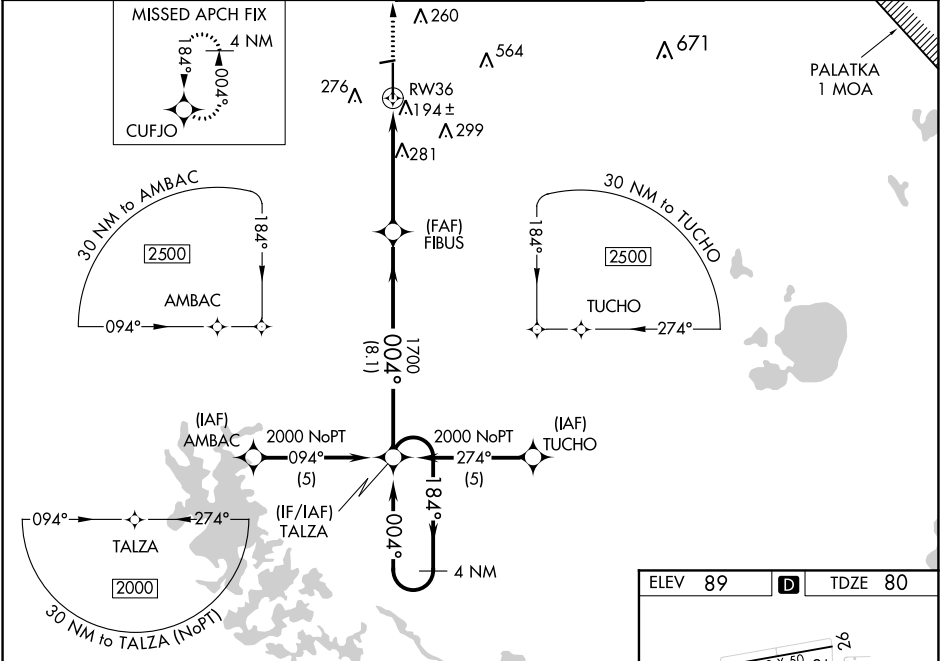 MISSED APCH FIX
4 NM
184°
004°
CUFJO
260
564
671
276
RW36
194 ±
299
281
PALATKA
1 MOA
30 NM to AMBAC
2500
184°
AMBAC
094°
(FAF)
FIBUS
30 NM to TUCHO
184°
2500
TUCHO
274°
1700
004°
(8.1)
(IAF)
AMBAC
2000 NoPT
094°
(5)
2000 NoPT
274°
(5)
(IAF)
TUCHO
(IF/IAF)
TALZA
184°
004°
4 NM
094°
274°
TALZA
2000
30 NM to TALZA (NoPT)
ELEV 89
D
TDZE 80
X 50
26